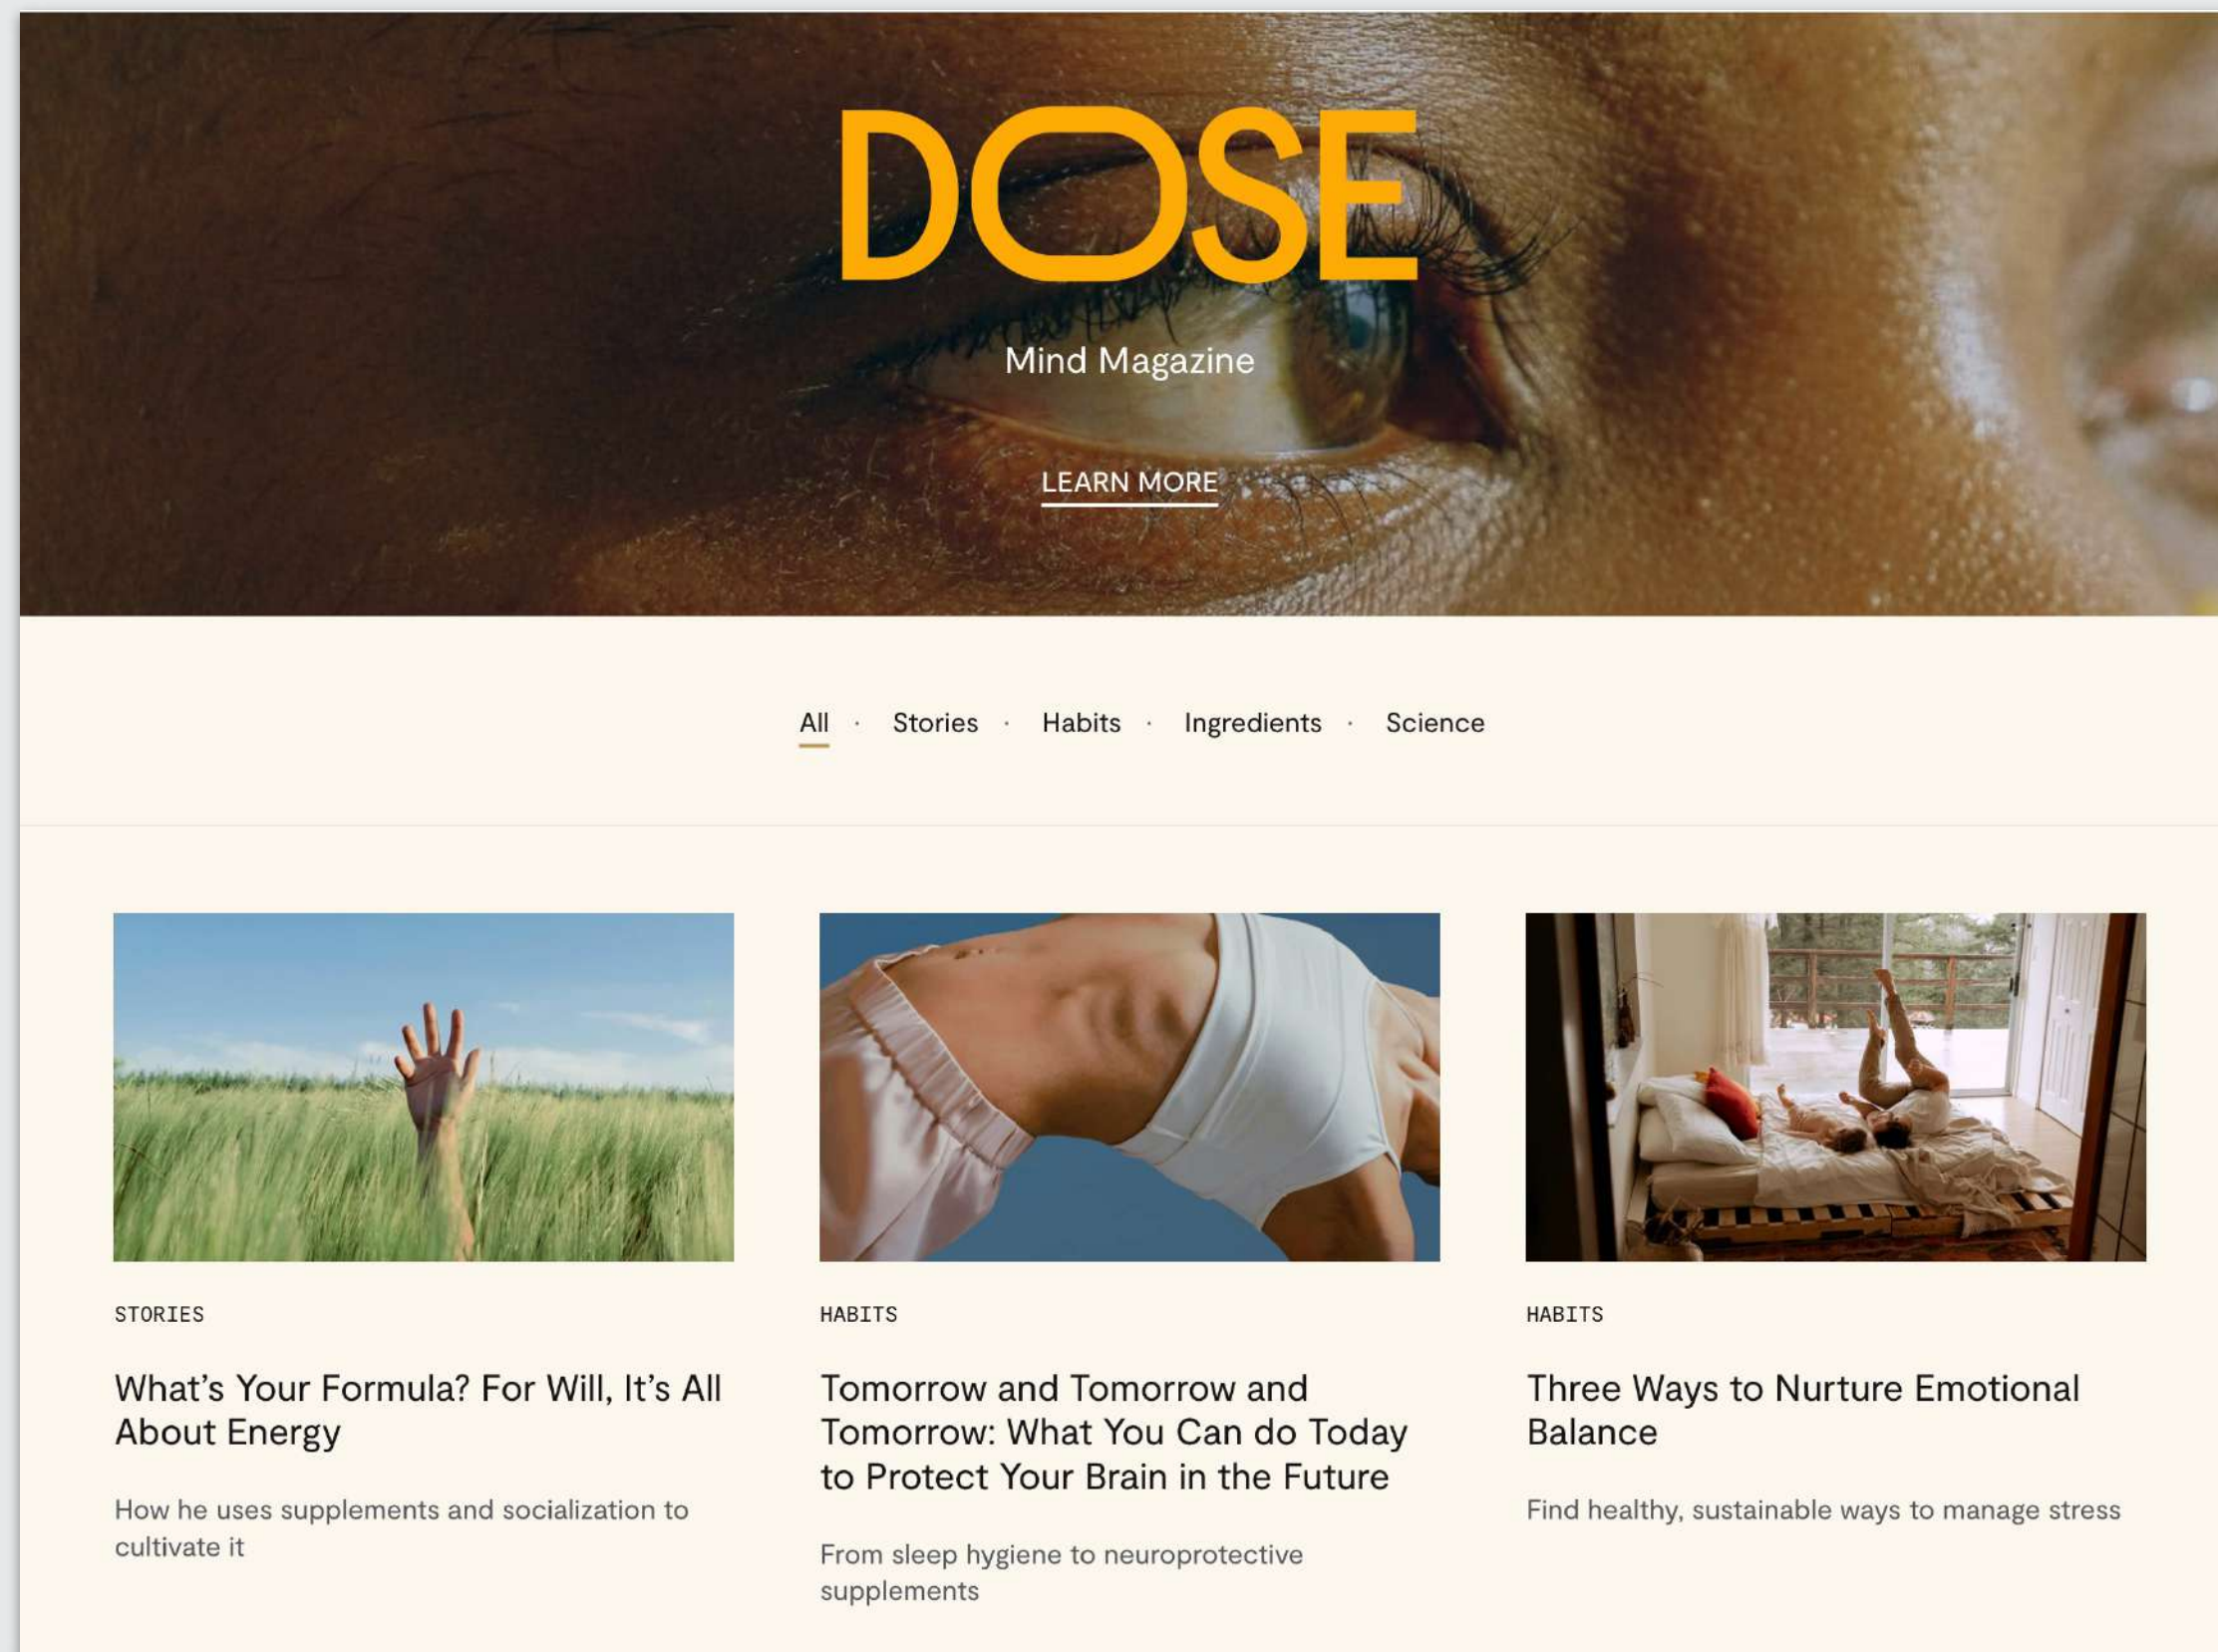 DOSE
Mind Magazine
LEARN MORE
All · Stories · Habits · Ingredients · Science
STORIES
What’s Your Formula? For Will, It’s All
About Energy
How he uses supplements and socialization to
cultivate it
HABITS
Tomorrow and Tomorrow and
Tomorrow: What You Can do Today
to Protect Your Brain in the Future
From sleep hygiene to neuroprotective
supplements
HABITS
Three Ways to Nurture Emotional
Balance
Find healthy, sustainable ways to manage stress